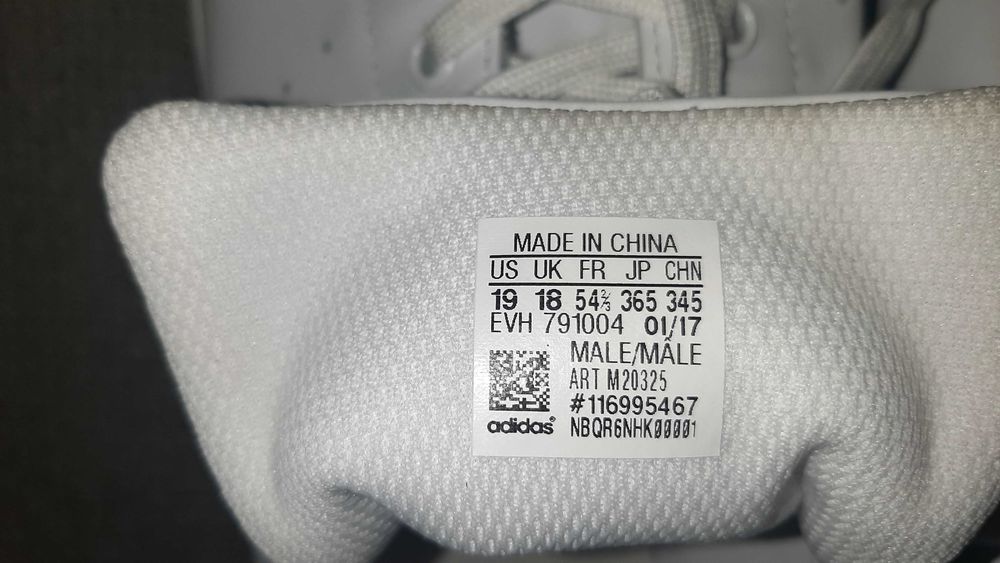 MADE IN CHINA
US UK FR JP CHN
19 18 54⅔ 365 345
EVH 791004 01/17
MALE/MÂLE
ART M20325
#116995467
adidas® NBQR6NHK00001